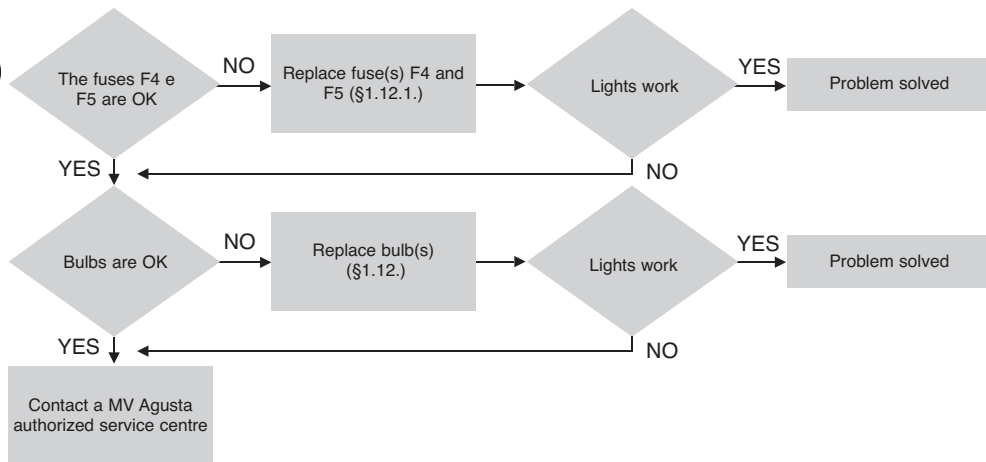 The fuses F4 e
F5 are OK
NO
Replace fuse(s) F4 and
F5 (§1.12.1.)
Lights work
YES
Problem solved
YES
NO
Bulbs are OK
NO
Replace bulb(s)
(§1.12.)
Lights work
YES
Problem solved
YES
NO
Contact a MV Agusta
authorized service centre